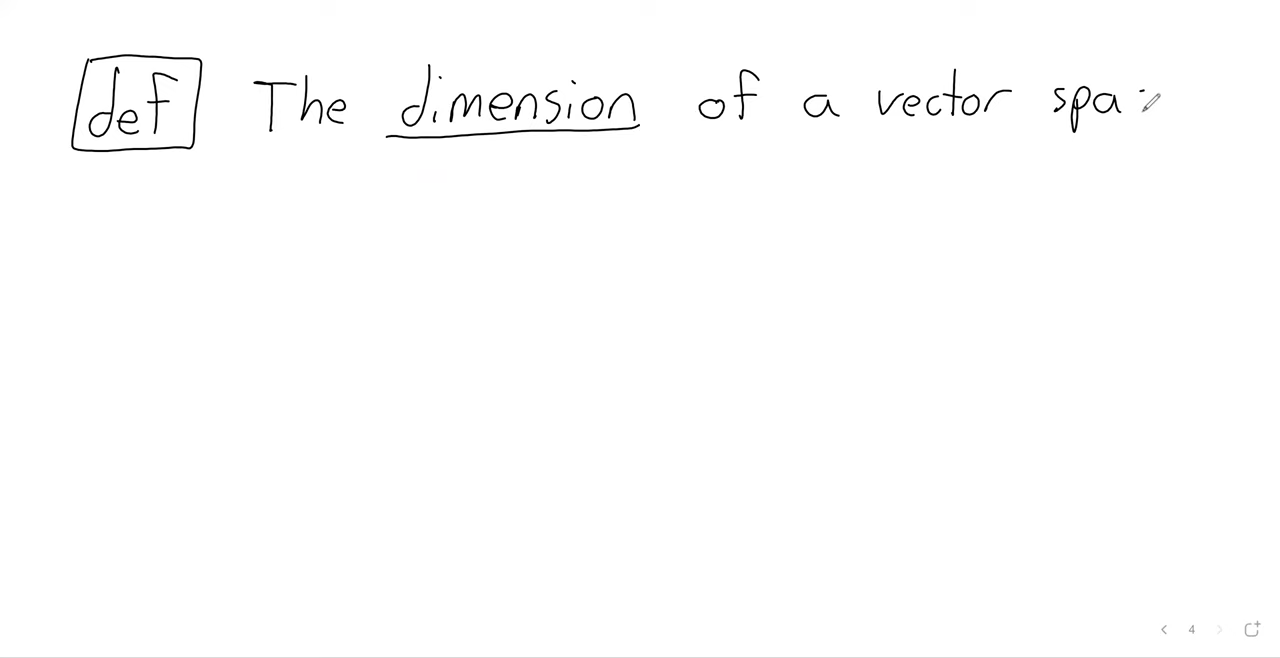 def The dimension of a vector spa
4